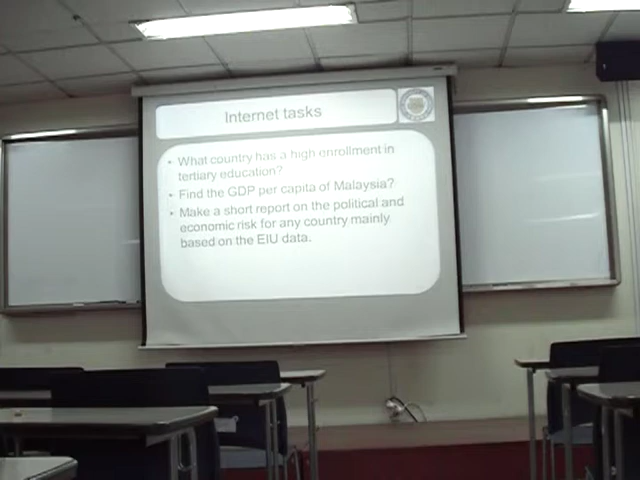 Internet tasks
• What country has a high enrollment in
tertiary education?
• Find the GDP per capita of Malaysia?
• Make a short report on the political and
economic risk for any country mainly
based on the EIU data.